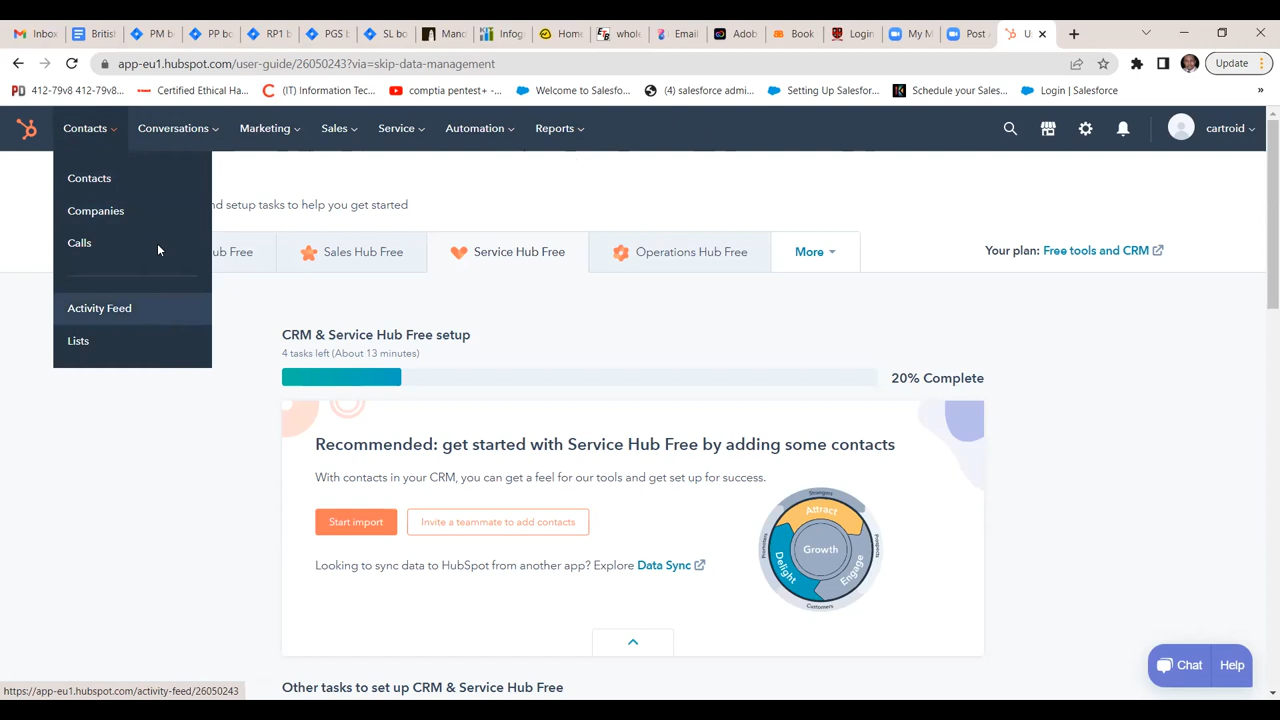 Inbox
British
PM b
PP bo
RP1 b
PGS b
SL bo
Mano
Infog
Home
whole
Email
Adob
Book
Login
My M
Post
U
app-eu1.hubspot.com/user-guide/26050243?via=skip-data-management
Update
412-79v8 412-79v8...
Certified Ethical Ha...
(IT) Information Tec...
comptia pentest+ -...
Welcome to Salesfo...
(4) salesforce admi...
Setting Up Salesfor...
Schedule your Sales...
Login | Salesforce
»
Contacts
Conversations
Marketing
Sales
Service
Automation
Reports
cartroid
Contacts
Companies
Calls
Activity Feed
Lists
nd setup tasks to help you get started
ub Free
Sales Hub Free
Service Hub Free
Operations Hub Free
More
Your plan: Free tools and CRM
CRM & Service Hub Free setup
4 tasks left (About 13 minutes)
20% Complete
Recommended: get started with Service Hub Free by adding some contacts
With contacts in your CRM, you can get a feel for our tools and get set up for success.
Start import
Invite a teammate to add contacts
Looking to sync data to HubSpot from another app? Explore Data Sync
Strangers
Attract
Promoters
Growth
Prospects
Delight
Engage
Customers
Other tasks to set up CRM & Service Hub Free
Chat
Help
https://app-eu1.hubspot.com/activity-feed/26050243